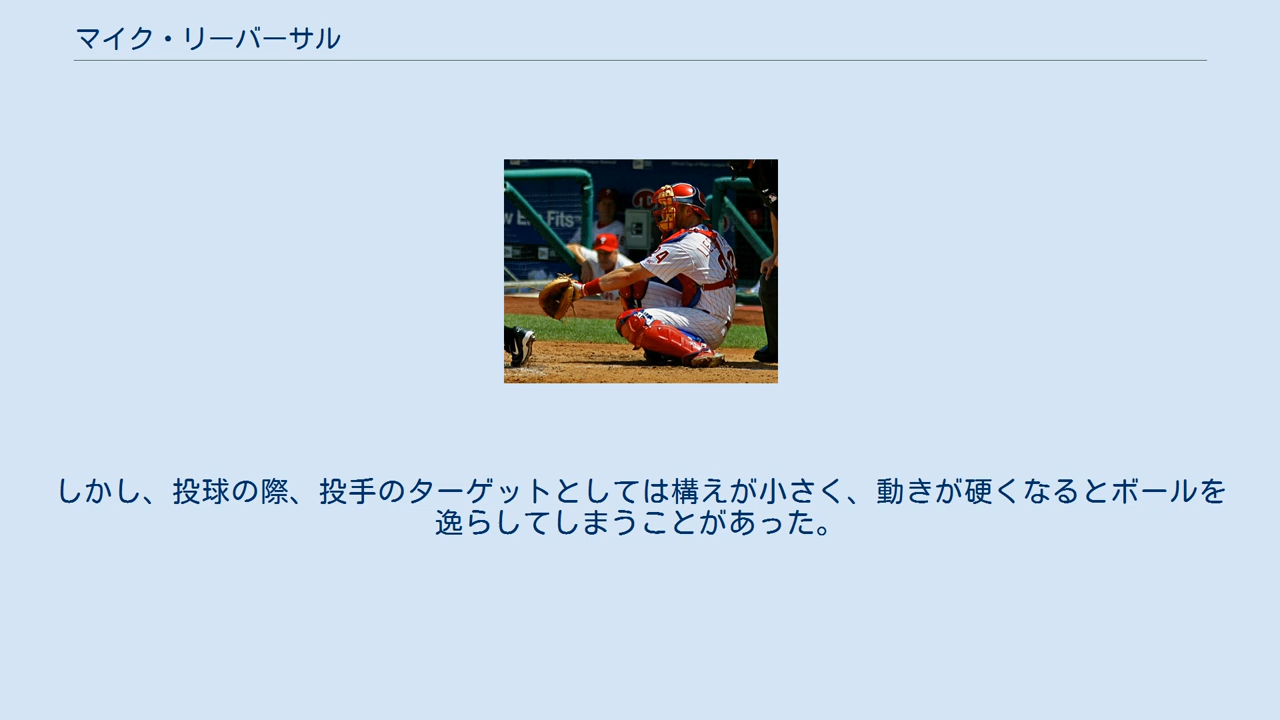 マイク・リーバーサル
w Era Fits
24
しかし、投球の際、投手のターゲットとしては構えが小さく、動きが硬くなるとボールを
逸らしてしまうことがあった。